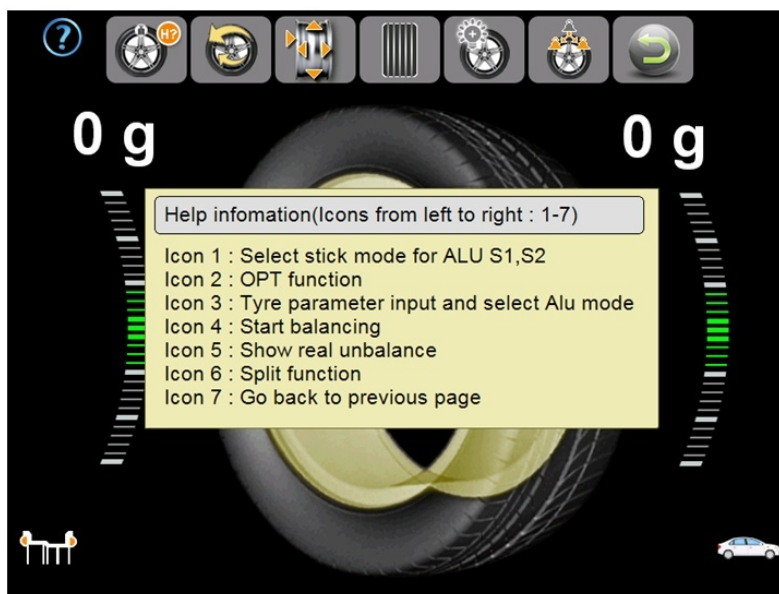 ?
H?
0 g
0 g
Help infomation(Icons from left to right : 1-7)
Icon 1 : Select stick mode for ALU S1,S2
Icon 2 : OPT function
Icon 3 : Tyre parameter input and select Alu mode
Icon 4 : Start balancing
Icon 5 : Show real unbalance
Icon 6 : Split function
Icon 7 : Go back to previous page